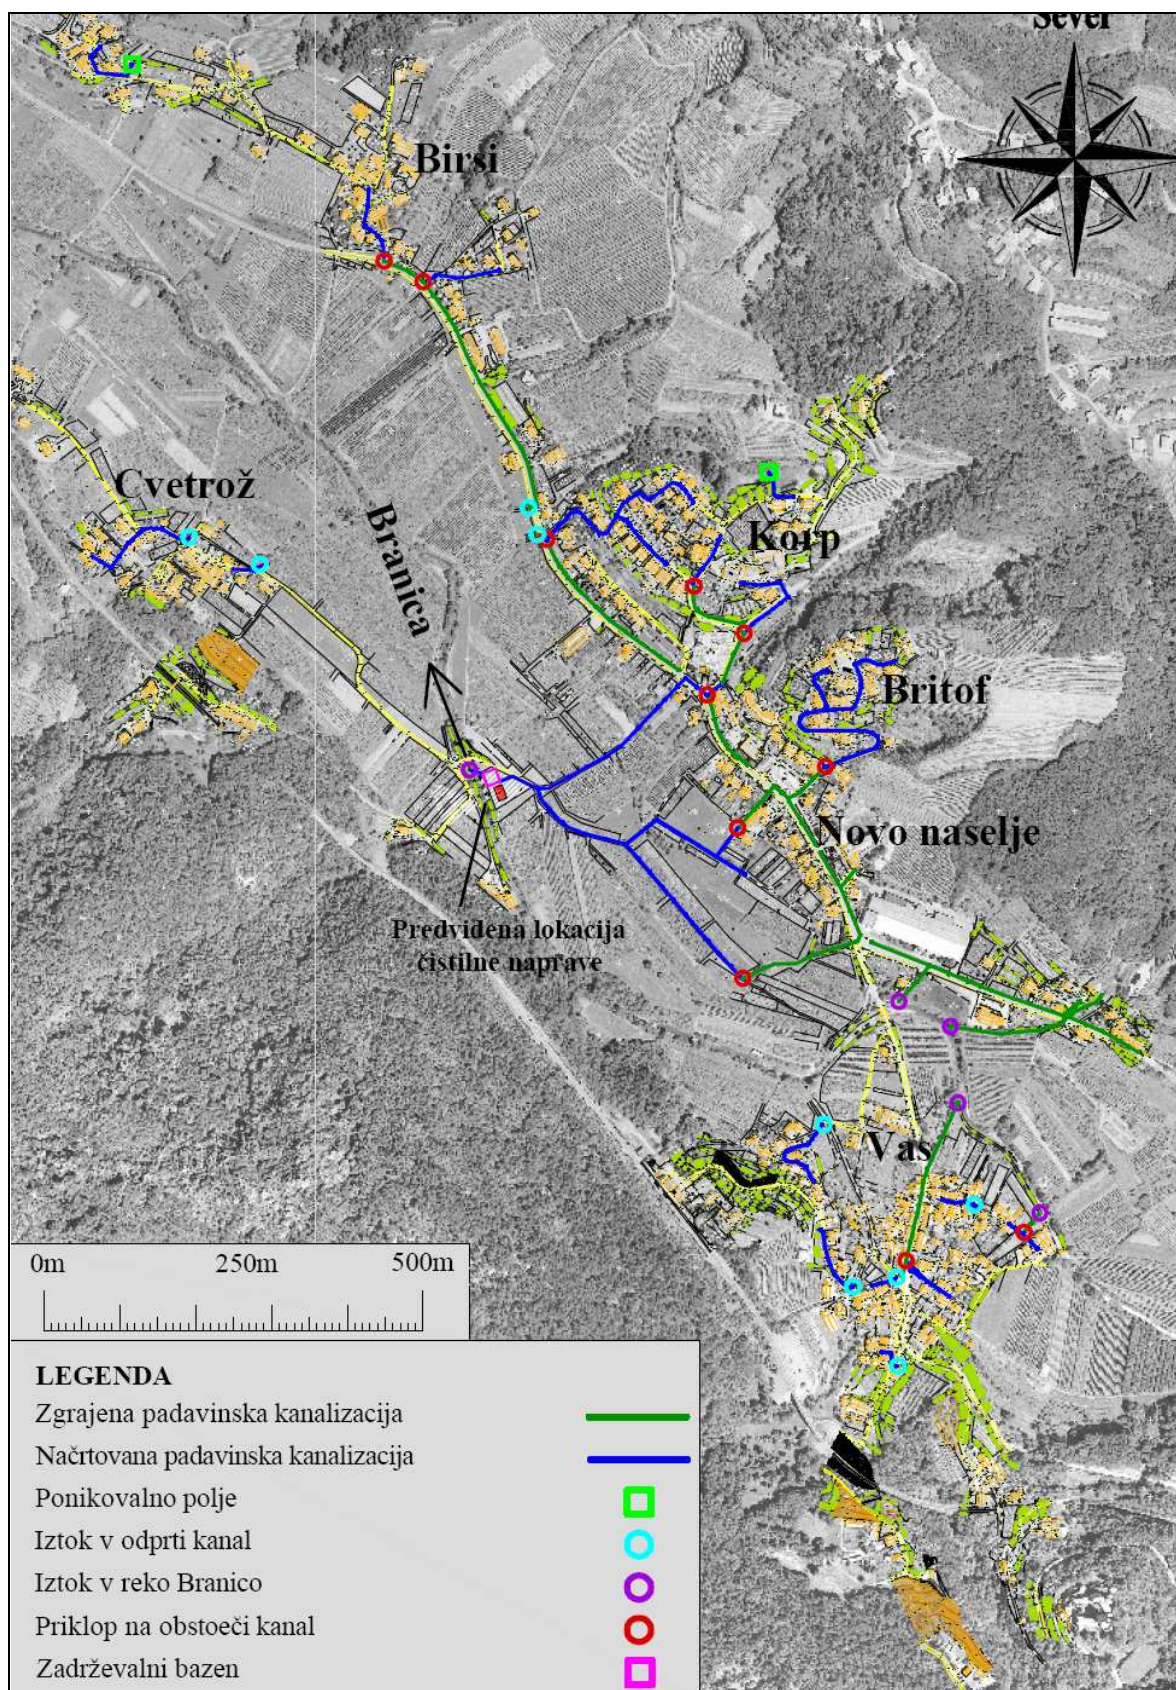 Sever
Birsi
Cvetrož
Branica
Korp
Britof
Novo naselje
Predvidena lokacija
čistilne naprave
Vas
0m 250m 500m
LEGENDA
Zgrajena padavinska kanalizacija
Načrtovana padavinska kanalizacija
Ponikovalno polje
Iztok v odprti kanal
Iztok v reko Branico
Priklop na obstoeči kanal
Zadrževalni bazen